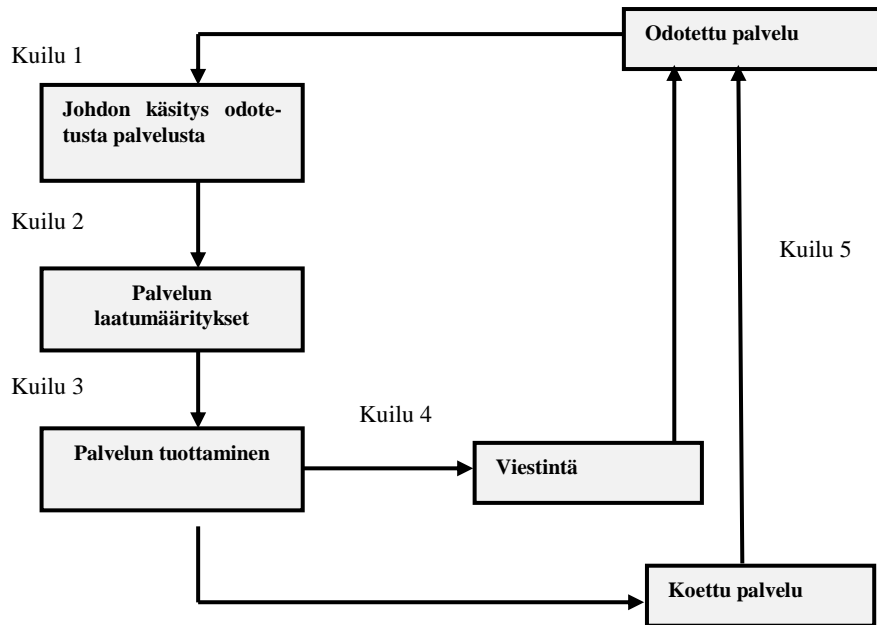 Odotettu palvelu
Kuilu 1
Johdon käsitys odote-
tusta palvelusta
Kuilu 2
Kuilu 5
Palvelun
laatumääritykset
Kuilu 3
Kuilu 4
Palvelun tuottaminen
Viestintä
Koettu palvelu